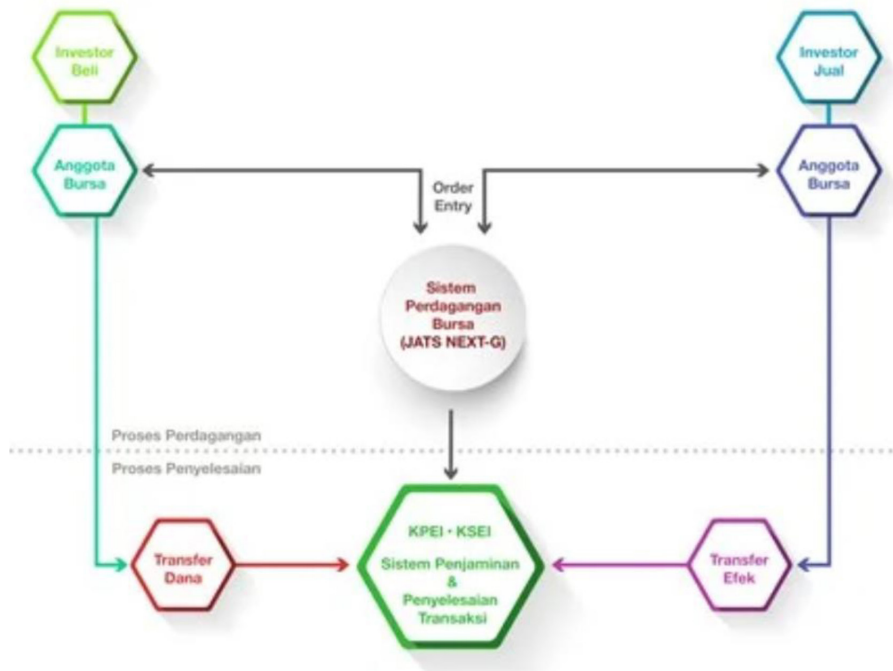 Investor
Beli
Investor
Jual
Anggota
Bursa
Anggota
Bursa
Order
Entry
Sistem
Perdagangan
Bursa
(JATS NEXT-G)
Proses Perdagangan
Proses Penyelesaian
KPEI • KSEI
Sistem Penjaminan
&
Penyelesaian
Transaksi
Transfer
Dana
Transfer
Efek